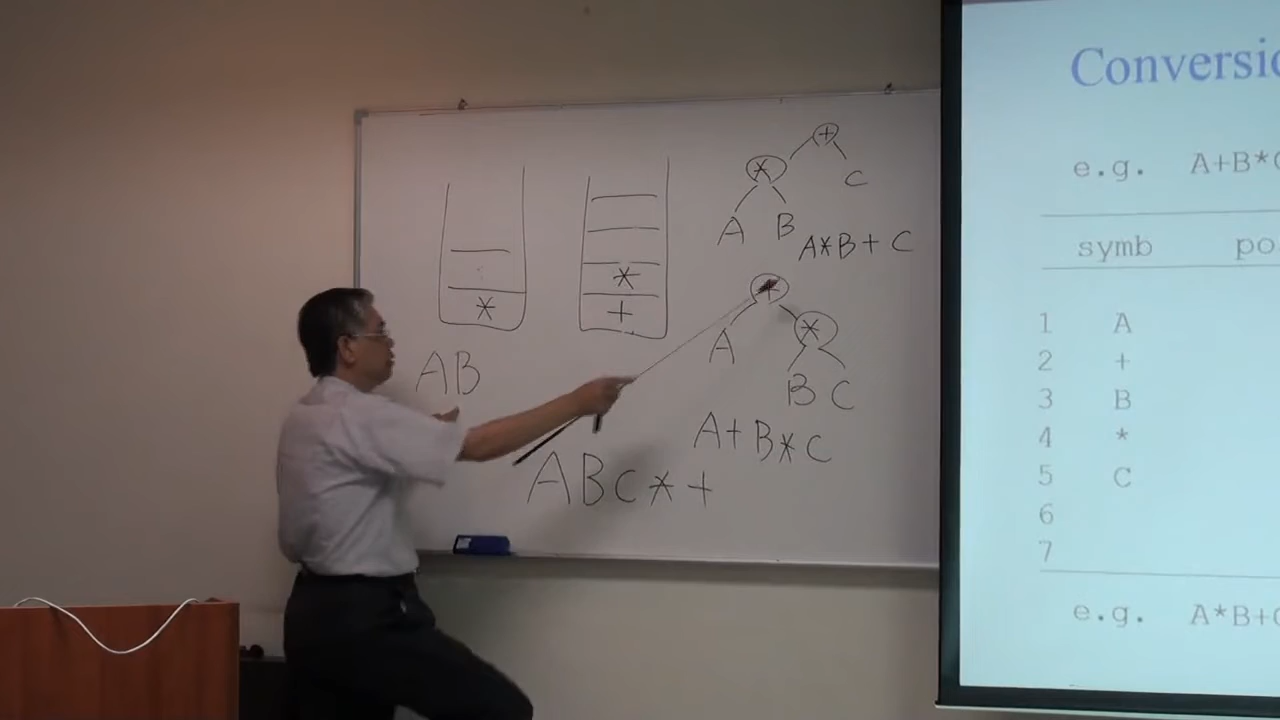 +
* C
A B
A*B+ C
*
+
*
A *
B C
A+B*C
AB
ABC*+
Conversio
e.g. A+B*C
symb po
1 A
2 +
3 B
4 *
5 C
6
7
e.g. A*B+C